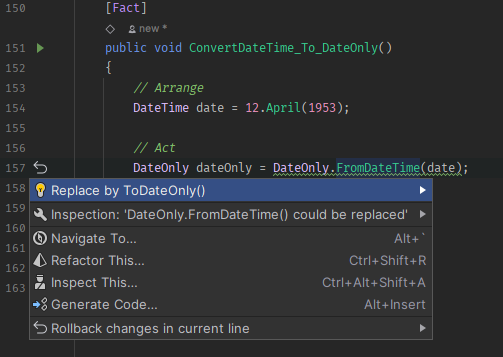 150 [Fact]
new *
151 public void ConvertDateTime_To_DateOnly()
152 {
153 // Arrange
154 DateTime date = 12.April(1953);
155
156 // Act
157 DateOnly dateOnly = DateOnly.FromDateTime(date);
158 Replace by ToDateOnly()
159 Inspection: 'DateOnly.FromDateTime() could be replaced'
160 Navigate To... Alt+`
161 Refactor This... Ctrl+Shift+R
162 Inspect This... Ctrl+Alt+Shift+A
163 Generate Code... Alt+Insert
Rollback changes in current line